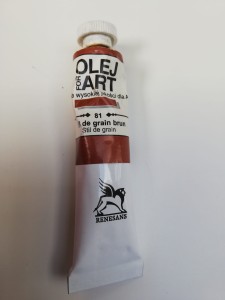 OLEJ
FOR
ART
wysokiej jakości dla
81
de grain brun
Stil de grain
RENESANS